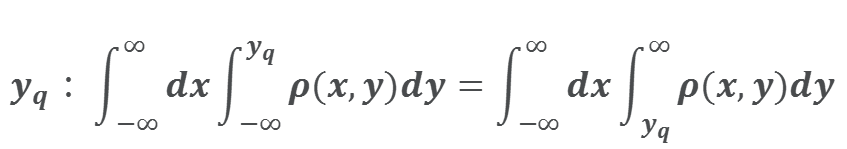 y_q : ∫_{-∞}^{∞} dx ∫_{-∞}^{y_q} ρ(x, y)dy = ∫_{-∞}^{∞} dx ∫_{y_q}^{∞} ρ(x, y)dy